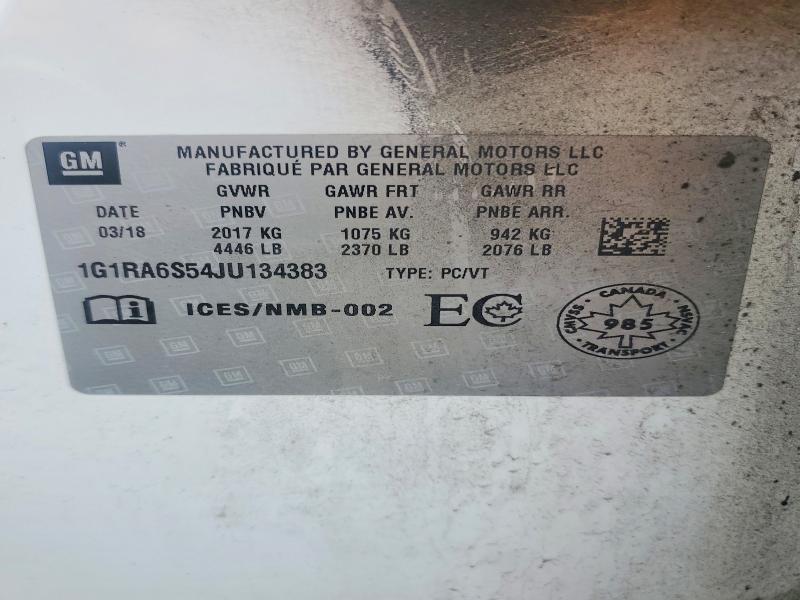 GM
MANUFACTURED BY GENERAL MOTORS LLC
FABRIQUÉ PAR GENERAL MOTORS LLC
GVWR GAWR FRT GAWR RR
DATE PNBV PNBE AV. PNBE ARR.
03/18 2017 KG 1075 KG 942 KG
4446 LB 2370 LB 2076 LB
1G1RA6S54JU134383 TYPE: PC/VT
i ICES/NMB-002 EC
CANADA
CMVSS 985 NSVAC
TRANSPORT